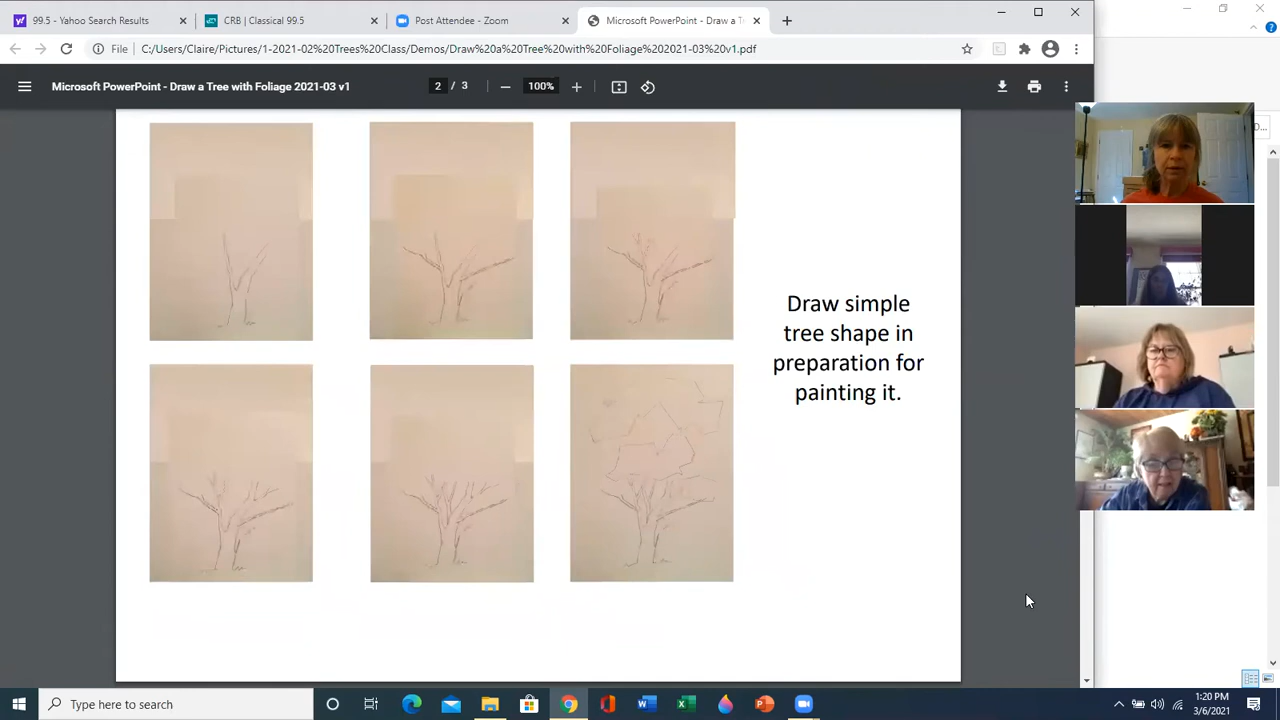 99.5 - Yahoo Search Results
CRB | Classical 99.5
Post Attendee - Zoom
Microsoft PowerPoint - Draw a T
File
C:/Users/Claire/Pictures/1-2021-02%20Trees%20Class/Demos/Draw%20a%20Tree%20with%20Foliage%202021-03%20v1.pdf
Microsoft PowerPoint - Draw a Tree with Foliage 2021-03 v1
2 / 3
100%
D...
Draw simple
tree shape in
preparation for
painting it.
Type here to search
1:20 PM
3/6/2021